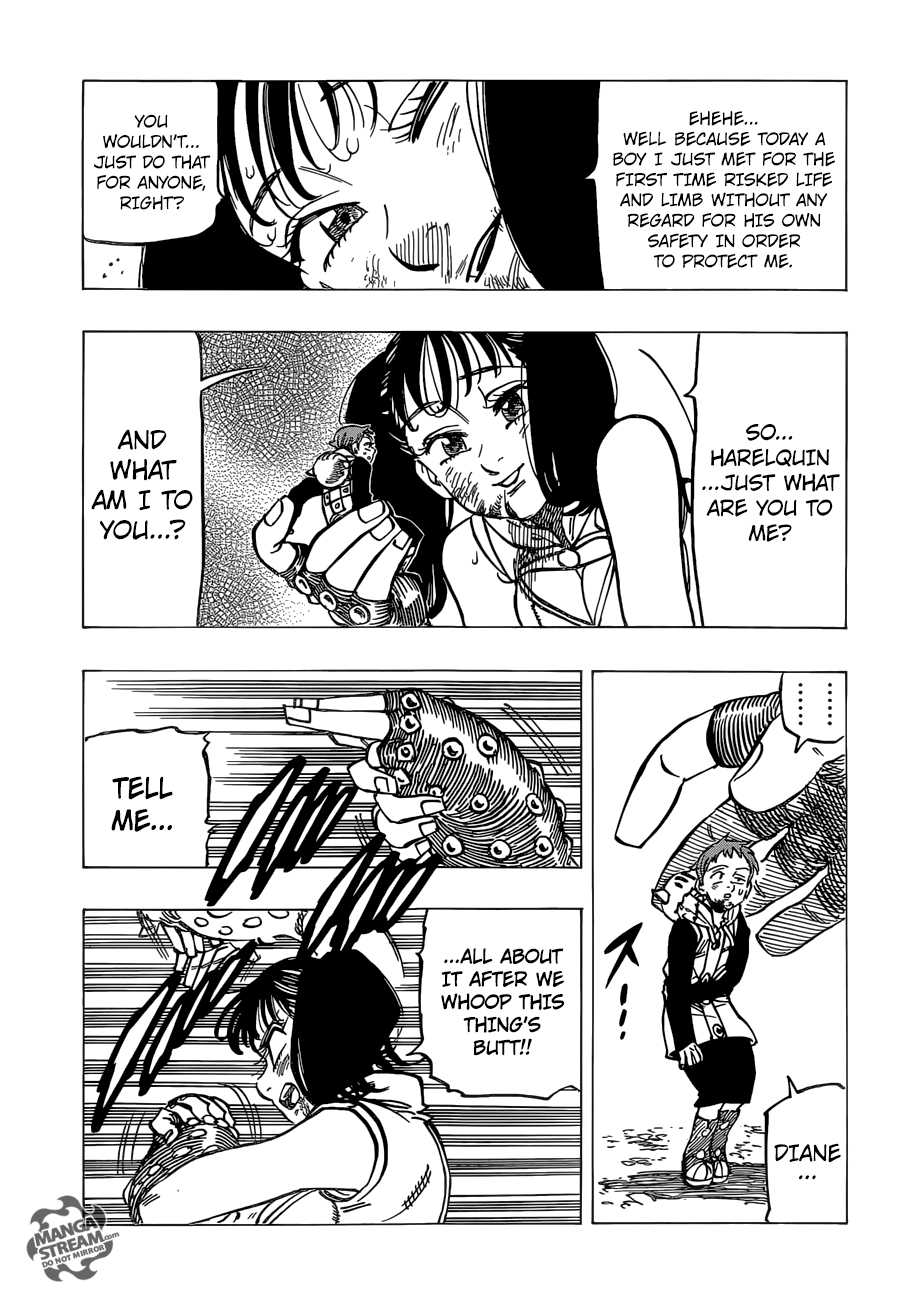 EHEHE...
WELL BECAUSE TODAY A
BOY I JUST MET FOR THE
FIRST TIME RISKED LIFE
AND LIMB WITHOUT ANY
REGARD FOR HIS OWN
SAFETY IN ORDER
TO PROTECT ME.
YOU
WOULDN'T...
JUST DO THAT
FOR ANYONE,
RIGHT?
SO...
HARELQUIN
...JUST WHAT
ARE YOU TO
ME?
AND
WHAT
AM I TO
YOU...?
......
ス
DIANE
...
TELL
ME...
...ALL ABOUT
IT AFTER WE
WHOOP THIS
THING'S
BUTT!!
MANGA
STREAM.com
DO NOT MIRROR